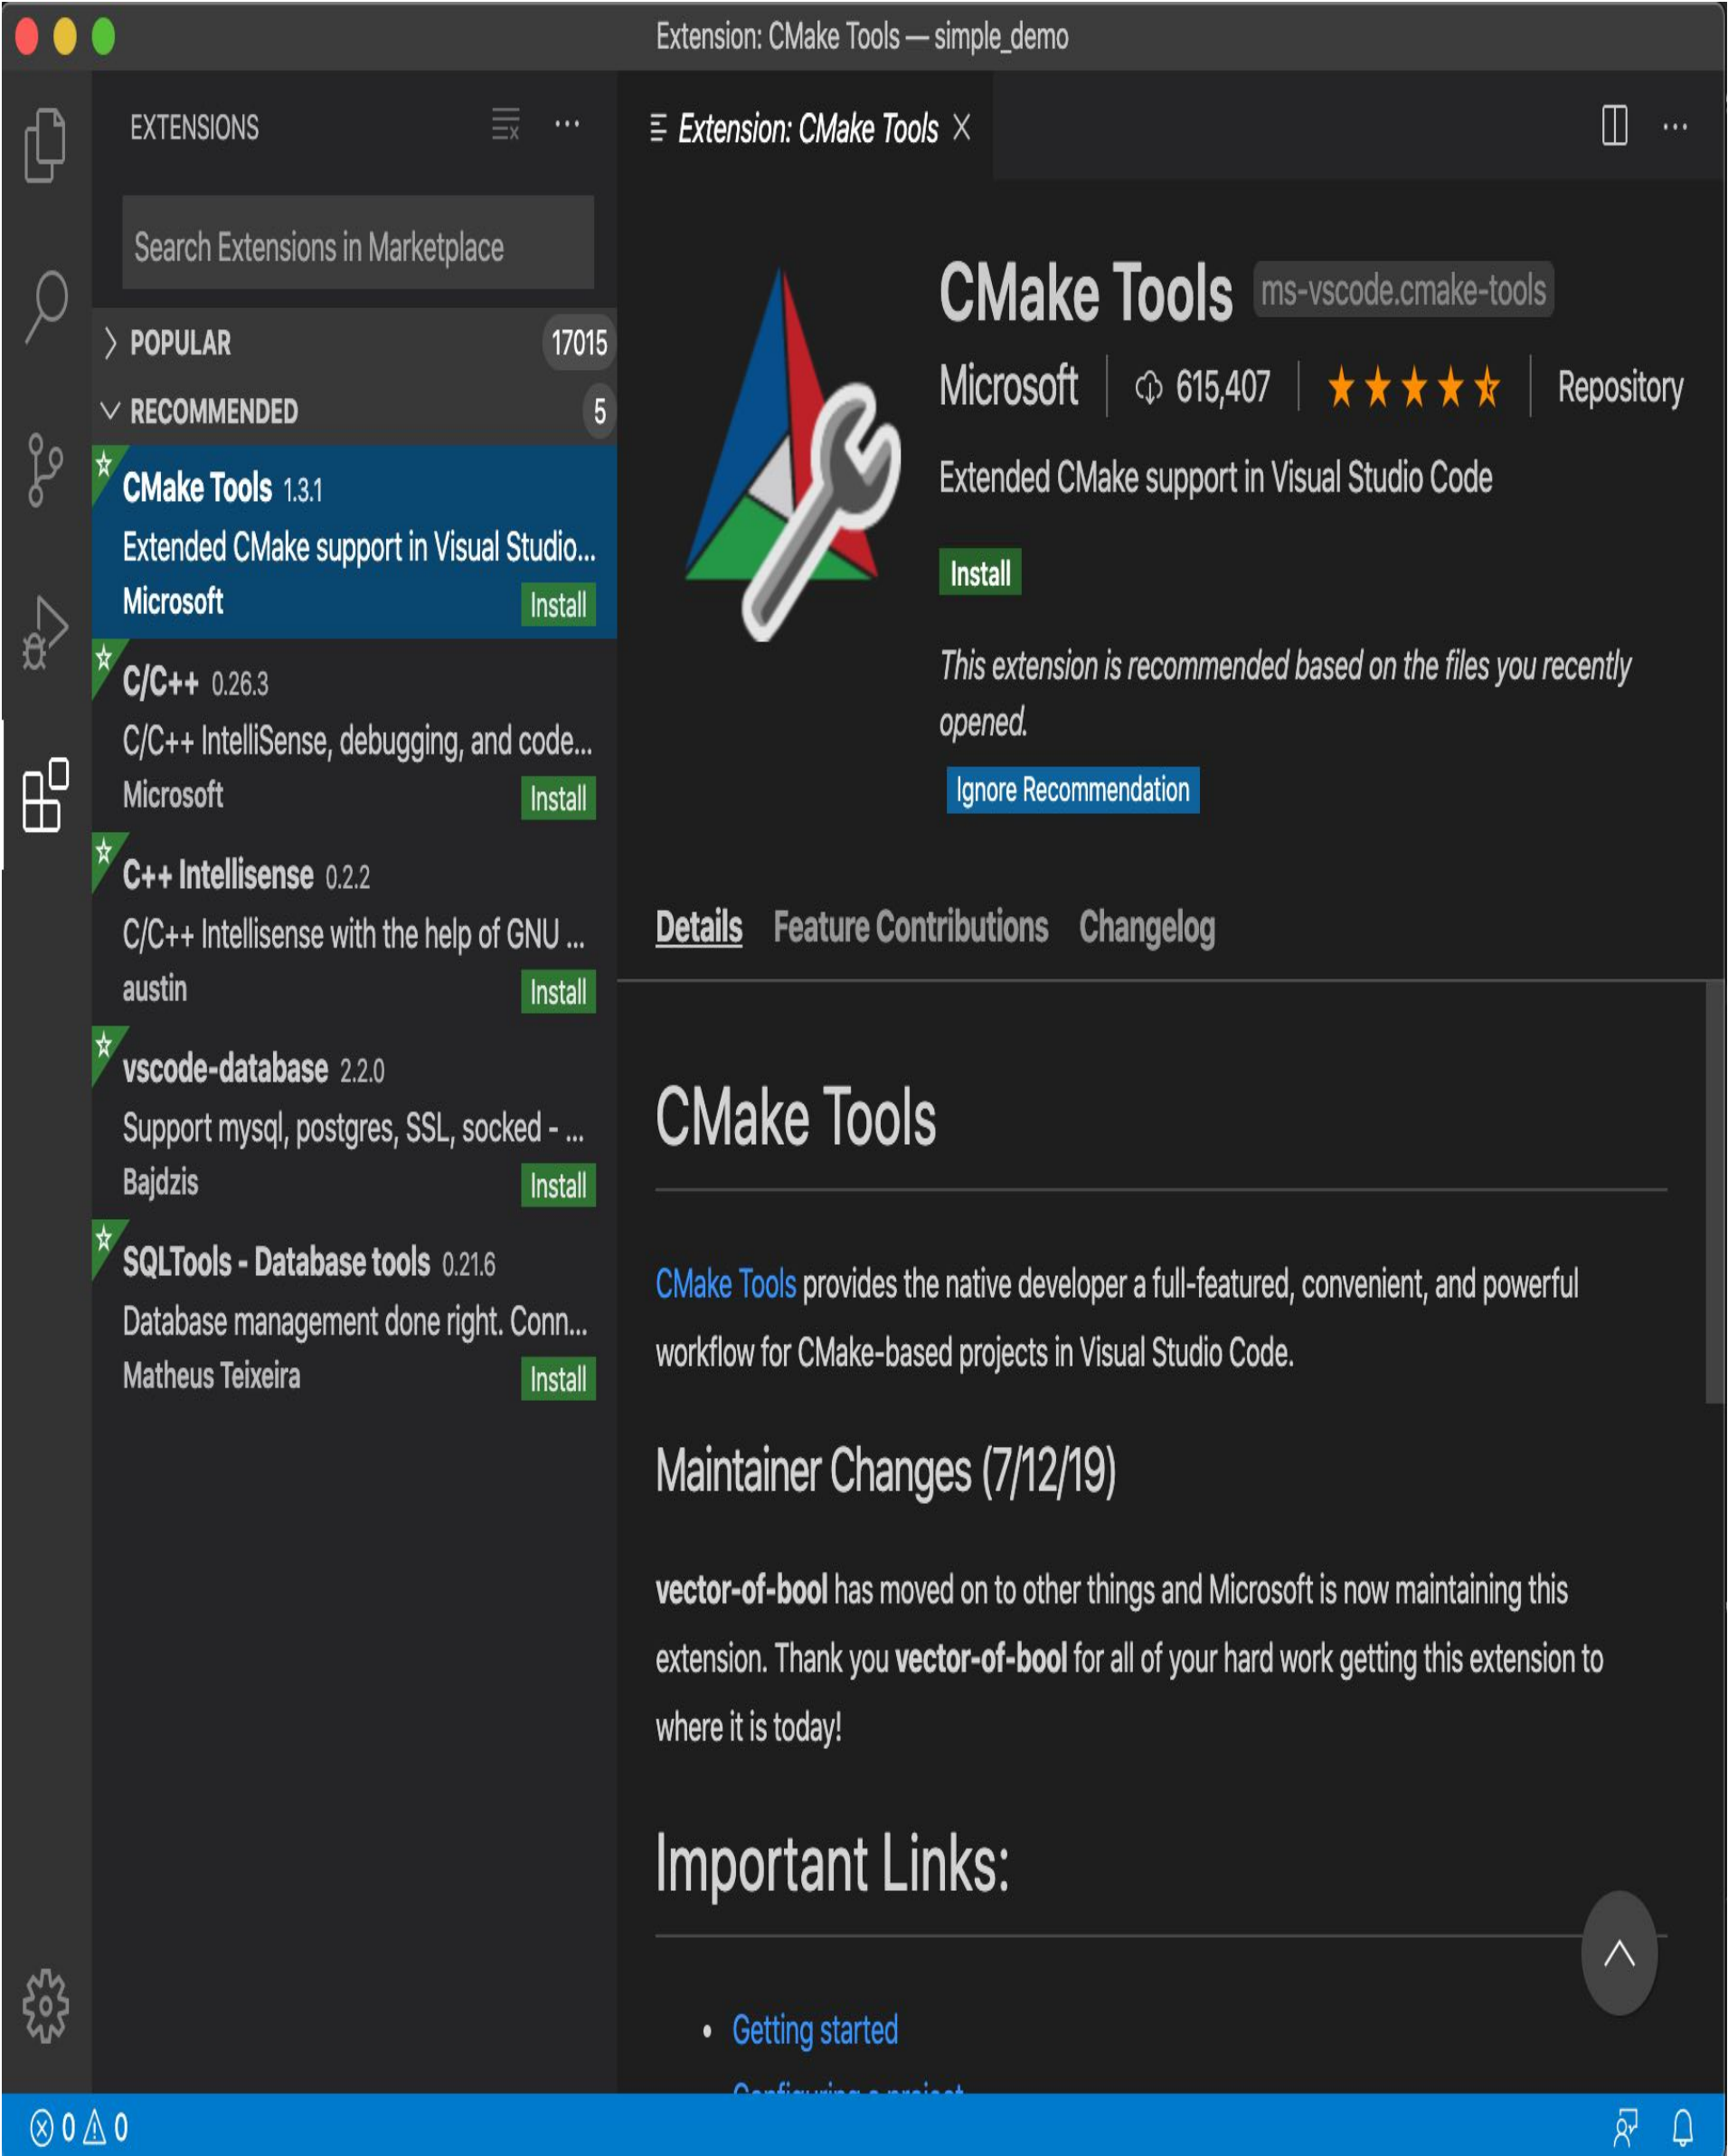 Extension: CMake Tools — simple_demo
EXTENSIONS
Search Extensions in Marketplace
POPULAR 17015
RECOMMENDED 5
CMake Tools 1.3.1
Extended CMake support in Visual Studio...
Microsoft Install
C/C++ 0.26.3
C/C++ IntelliSense, debugging, and code...
Microsoft Install
C++ Intellisense 0.2.2
C/C++ Intellisense with the help of GNU ...
austin Install
vscode-database 2.2.0
Support mysql, postgres, SSL, socked - ...
Bajdzis Install
SQLTools - Database tools 0.21.6
Database management done right. Conn...
Matheus Teixeira Install
Extension: CMake Tools
CMake Tools ms-vscode.cmake-tools
Microsoft 615,407 Repository
Extended CMake support in Visual Studio Code
Install
This extension is recommended based on the files you recently
opened.
Ignore Recommendation
Details Feature Contributions Changelog
CMake Tools
CMake Tools provides the native developer a full-featured, convenient, and powerful
workflow for CMake-based projects in Visual Studio Code.
Maintainer Changes (7/12/19)
vector-of-bool has moved on to other things and Microsoft is now maintaining this
extension. Thank you vector-of-bool for all of your hard work getting this extension to
where it is today!
Important Links:
• Getting started
Configuring a project
0 0